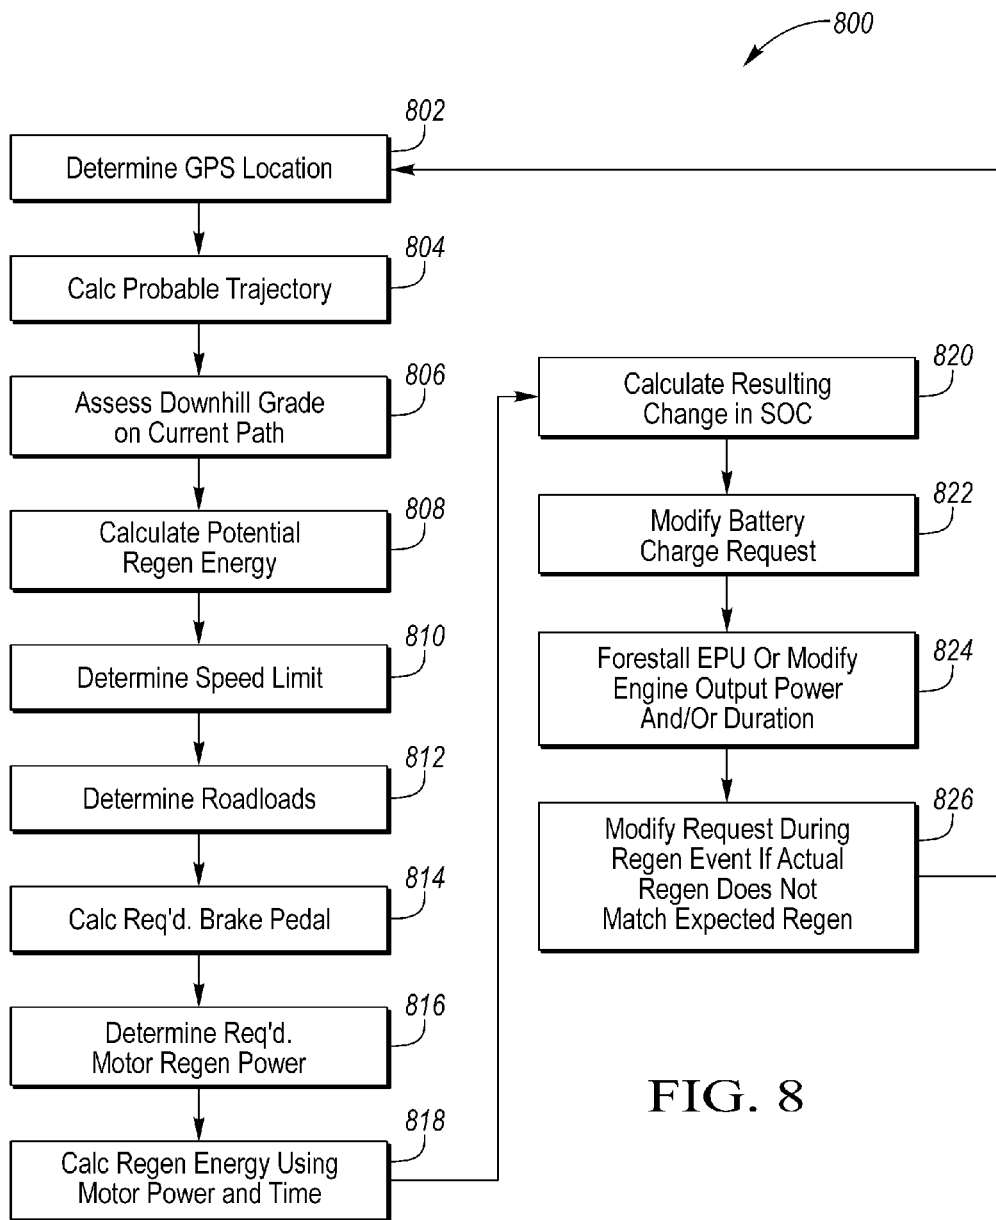 800
802
Determine GPS Location
804
Calc Probable Trajectory
806
Assess Downhill Grade
on Current Path
808
Calculate Potential
Regen Energy
810
Determine Speed Limit
812
Determine Roadloads
814
Calc Req'd. Brake Pedal
816
Determine Req'd.
Motor Regen Power
818
Calc Regen Energy Using
Motor Power and Time
820
Calculate Resulting
Change in SOC
822
Modify Battery
Charge Request
824
Forestall EPU Or Modify
Engine Output Power
And/Or Duration
826
Modify Request During
Regen Event If Actual
Regen Does Not
Match Expected Regen
FIG. 8